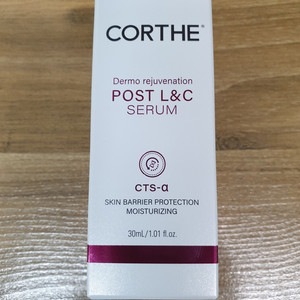 CORTHE®
Dermo rejuvenation
POST L&C
SERUM
CTS-α
SKIN BARRIER PROTECTION
MOISTURIZING
30mL/1.01 fl.oz.